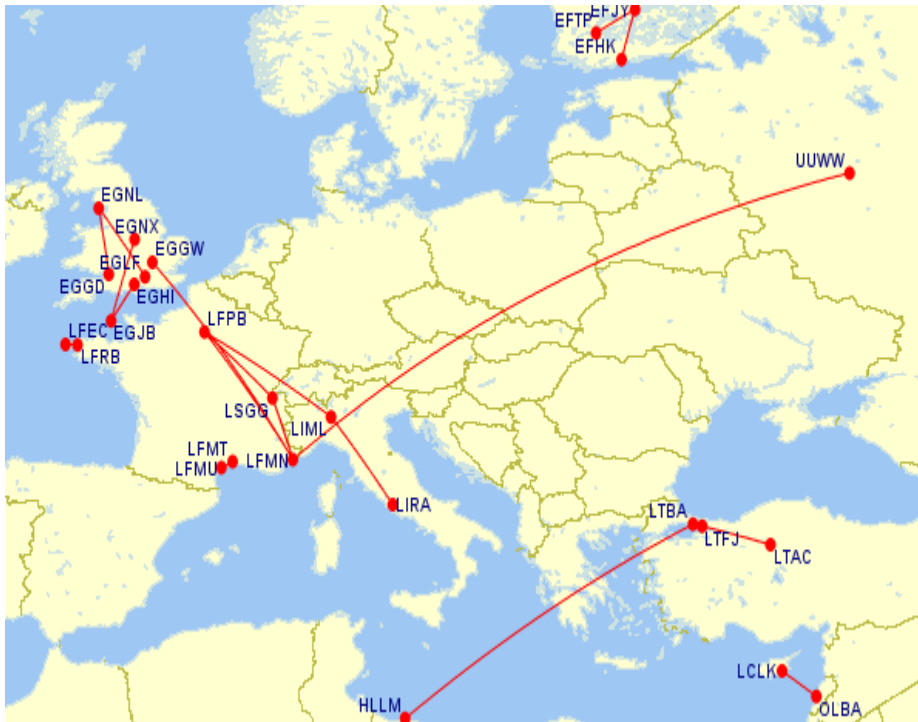 EFJY
EFTP
EFHK
UUWW
EGNL
EGNX
EGGW
EGLF
EGGD
EGHI
LFPB
LFEC
EGJB
LFRB
LSGG
LIML
LFMT
LFMN
LFMU
LIRA
LTBA
LTFJ
LTAC
LCLK
HLLM
OLBA